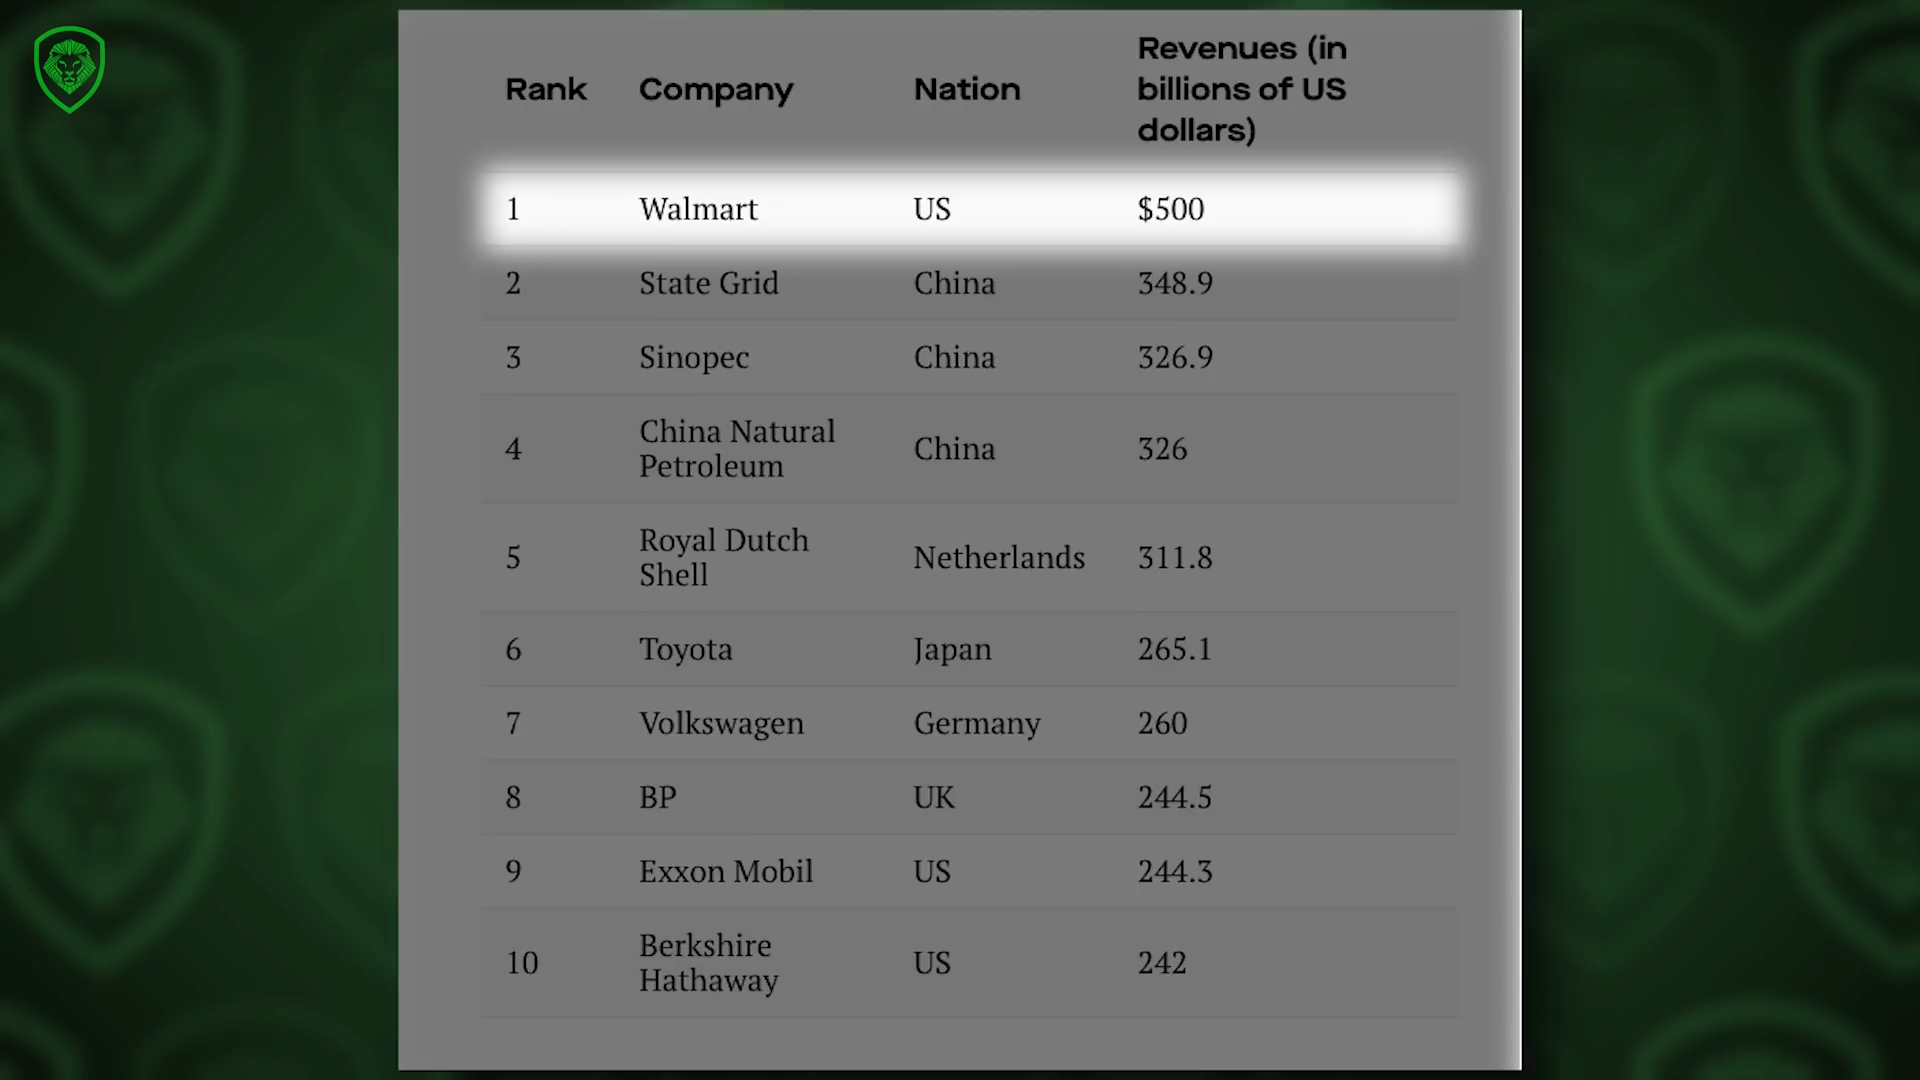 Rank Company Nation Revenues (in
billions of US
dollars)
1 Walmart US $500
2 State Grid China 348.9
3 Sinopec China 326.9
4 China Natural
Petroleum China 326
5 Royal Dutch
Shell Netherlands 311.8
6 Toyota Japan 265.1
7 Volkswagen Germany 260
8 BP UK 244.5
9 Exxon Mobil US 244.3
10 Berkshire
Hathaway US 242